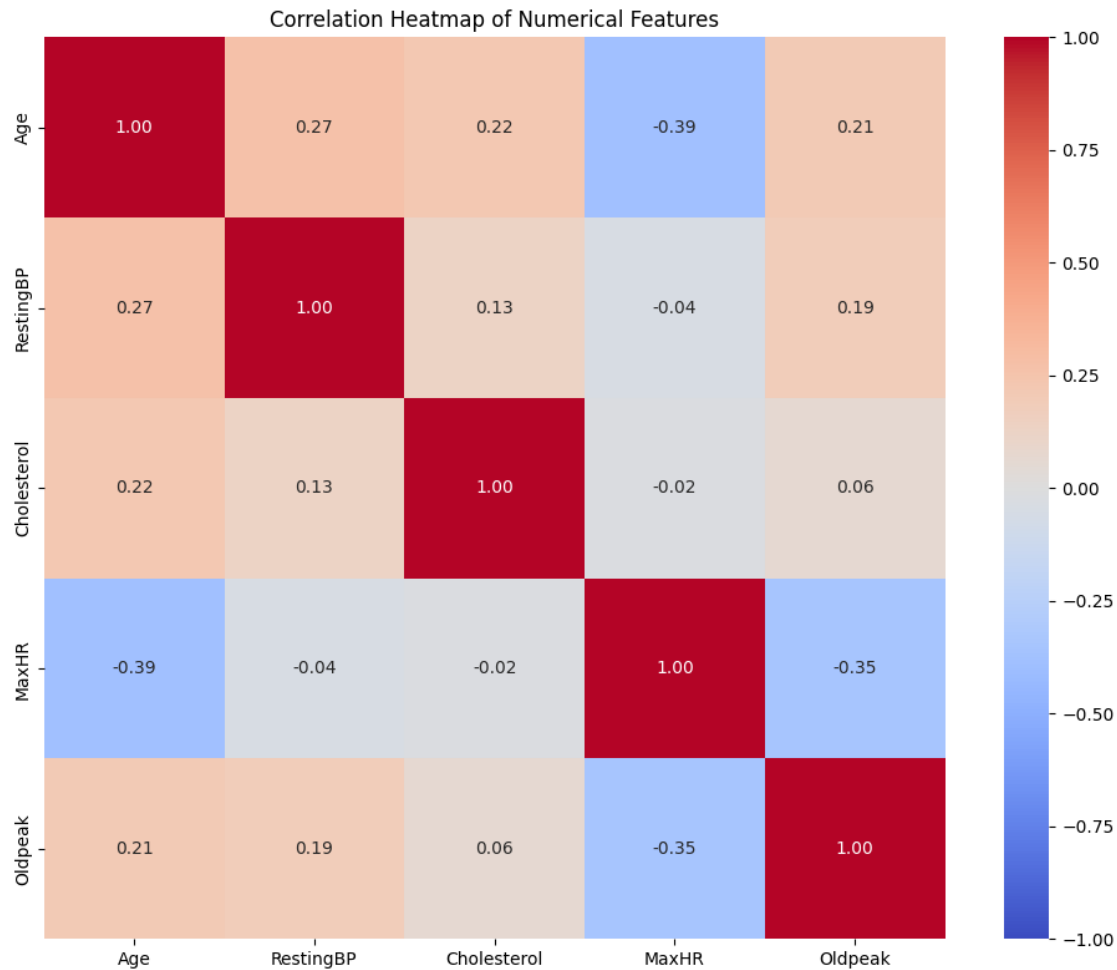 Correlation Heatmap of Numerical Features
Age 1.00 0.27 0.22 -0.39 0.21
RestingBP 0.27 1.00 0.13 -0.04 0.19
Cholesterol 0.22 0.13 1.00 -0.02 0.06
MaxHR -0.39 -0.04 -0.02 1.00 -0.35
Oldpeak 0.21 0.19 0.06 -0.35 1.00
Age RestingBP Cholesterol MaxHR Oldpeak
1.00
0.75
0.50
0.25
0.00
−0.25
−0.50
−0.75
−1.00